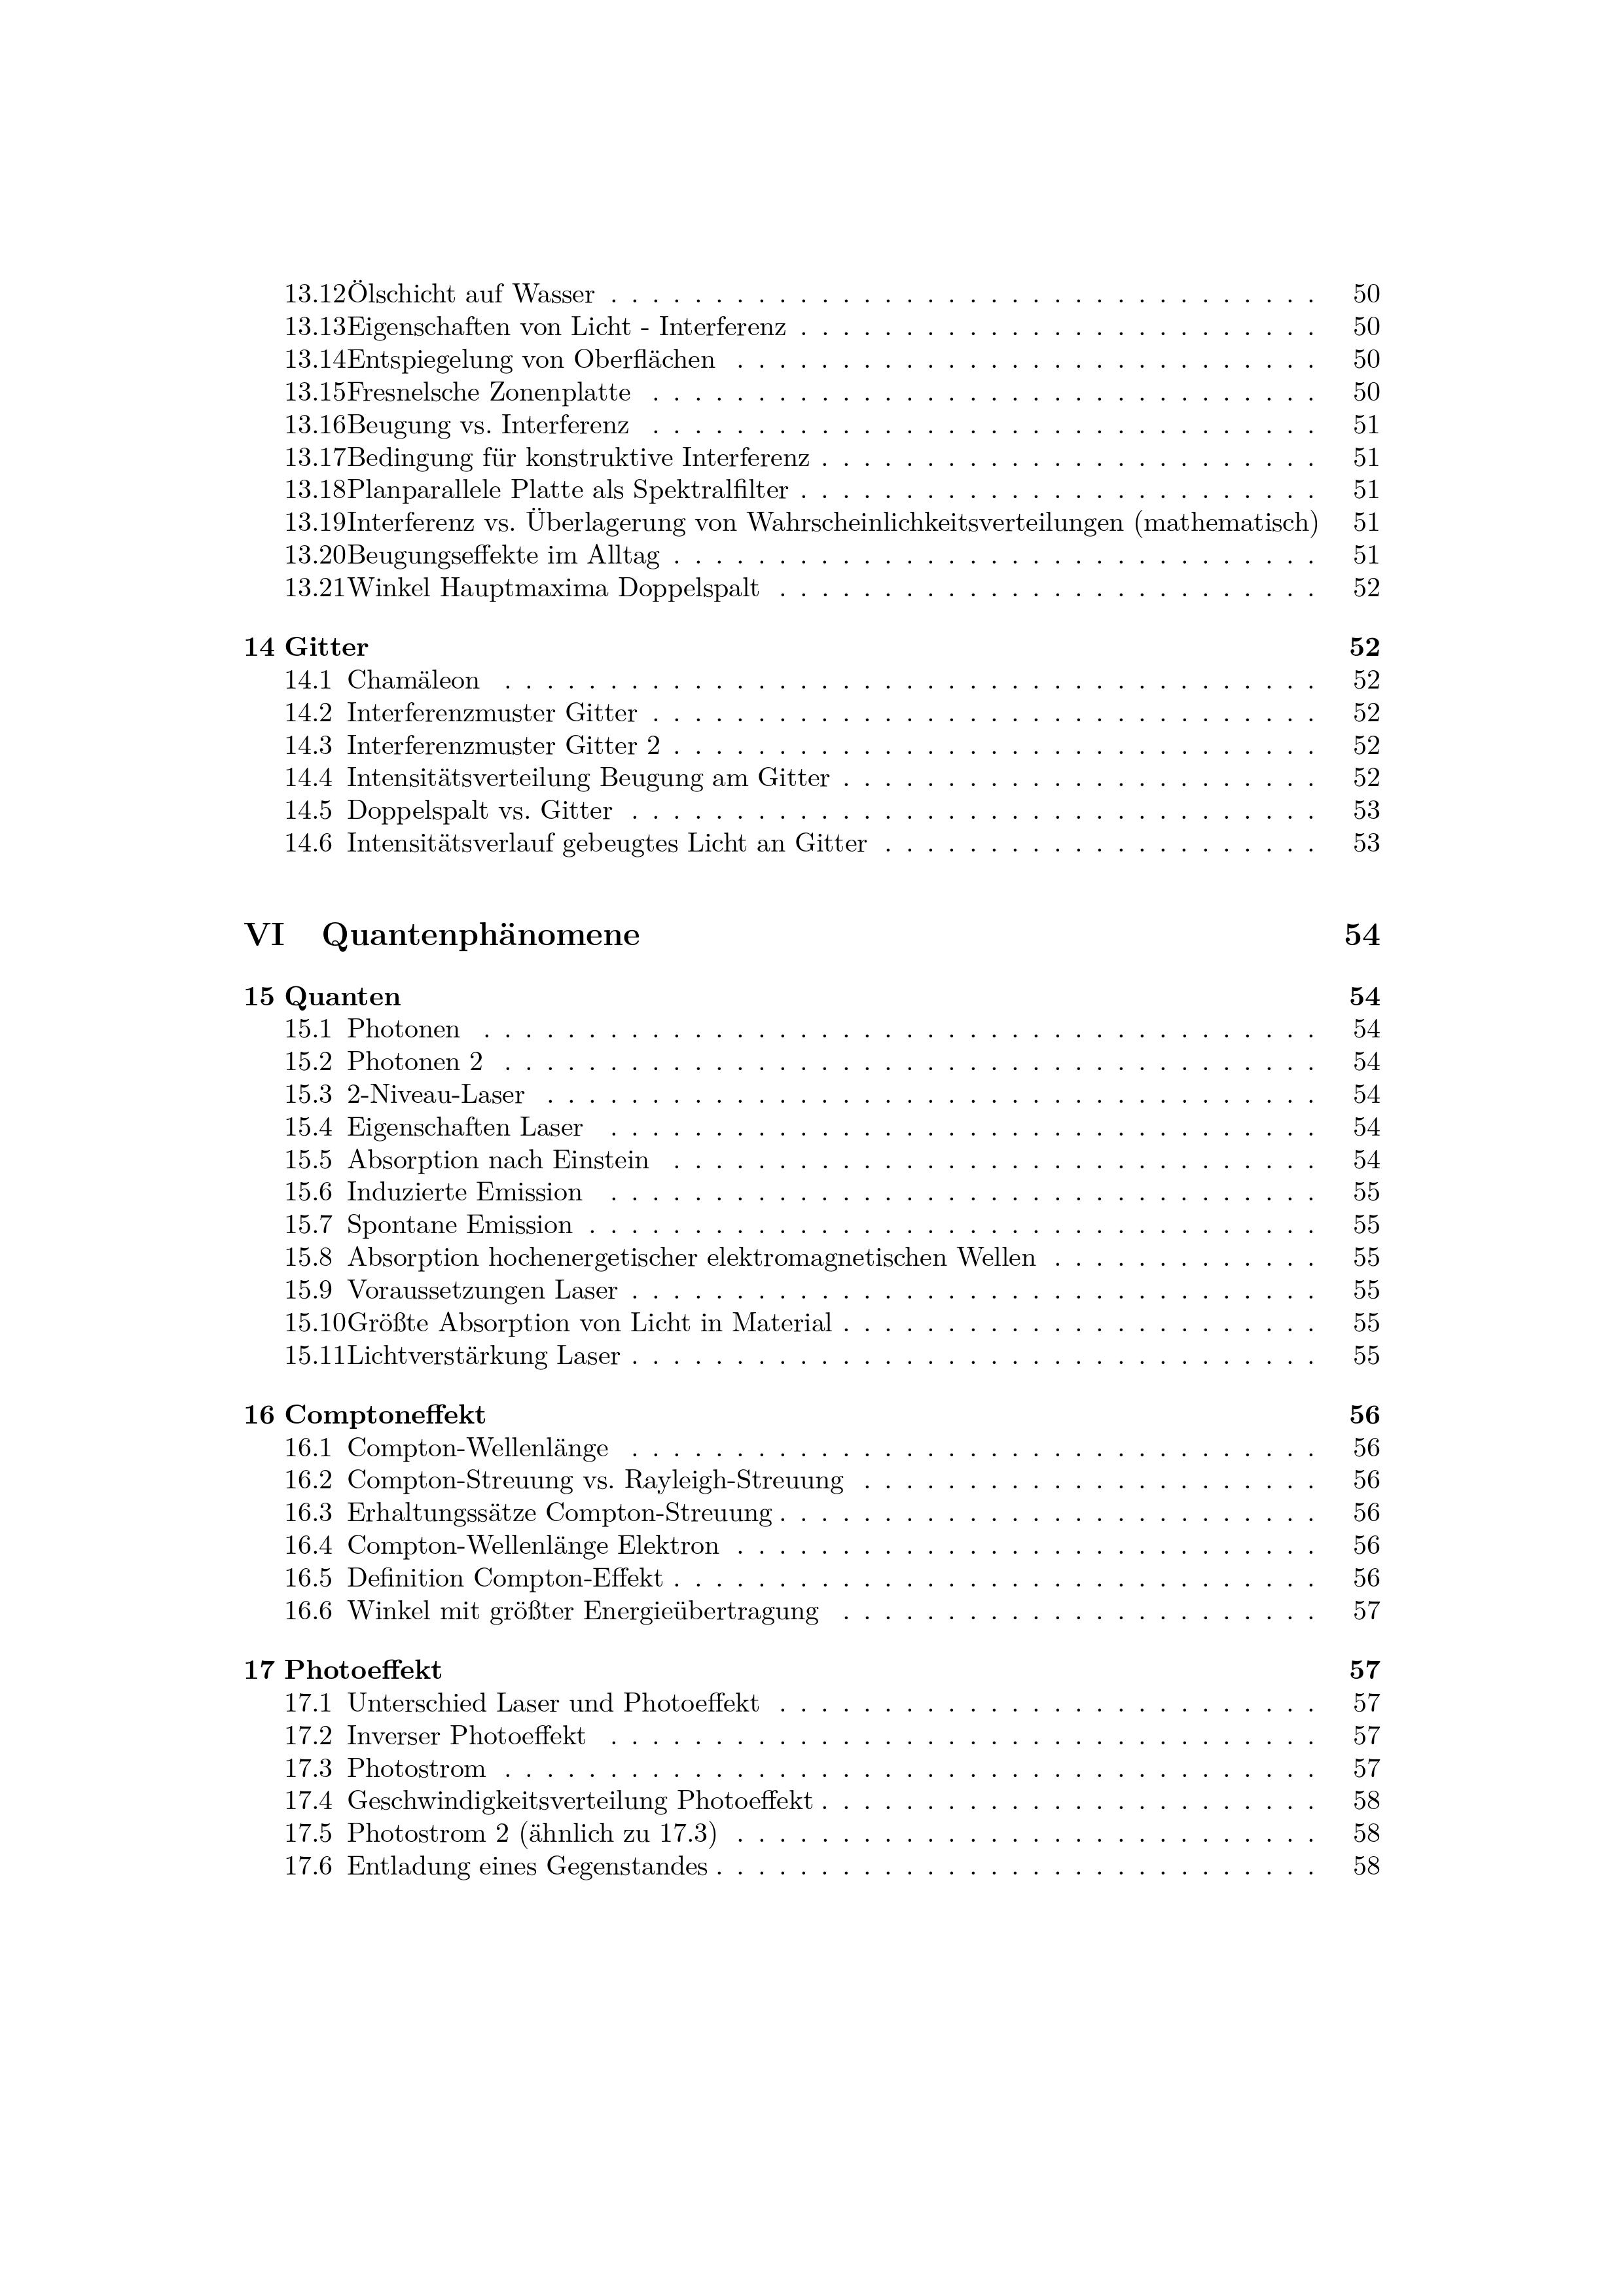 13.12Ölschicht auf Wasser . . . . . . . . . . . . . . . . . . . . . . . . . . . . . . . . . . 50
13.13Eigenschaften von Licht - Interferenz . . . . . . . . . . . . . . . . . . . . . . . . . 50
13.14Entspiegelung von Oberflächen . . . . . . . . . . . . . . . . . . . . . . . . . . . . 50
13.15Fresnelsche Zonenplatte . . . . . . . . . . . . . . . . . . . . . . . . . . . . . . . . 50
13.16Beugung vs. Interferenz . . . . . . . . . . . . . . . . . . . . . . . . . . . . . . . . 51
13.17Bedingung für konstruktive Interferenz . . . . . . . . . . . . . . . . . . . . . . . . 51
13.18Planparallele Platte als Spektralfilter . . . . . . . . . . . . . . . . . . . . . . . . . 51
13.19Interferenz vs. Überlagerung von Wahrscheinlichkeitsverteilungen (mathematisch) 51
13.20Beugungseffekte im Alltag . . . . . . . . . . . . . . . . . . . . . . . . . . . . . . . 51
13.21Winkel Hauptmaxima Doppelspalt . . . . . . . . . . . . . . . . . . . . . . . . . . 52
14 Gitter 52
14.1 Chamäleon . . . . . . . . . . . . . . . . . . . . . . . . . . . . . . . . . . . . . . . 52
14.2 Interferenzmuster Gitter . . . . . . . . . . . . . . . . . . . . . . . . . . . . . . . . 52
14.3 Interferenzmuster Gitter 2 . . . . . . . . . . . . . . . . . . . . . . . . . . . . . . . 52
14.4 Intensitätsverteilung Beugung am Gitter . . . . . . . . . . . . . . . . . . . . . . . 52
14.5 Doppelspalt vs. Gitter . . . . . . . . . . . . . . . . . . . . . . . . . . . . . . . . . 53
14.6 Intensitätsverlauf gebeugtes Licht an Gitter . . . . . . . . . . . . . . . . . . . . . 53
VI Quantenphänomene 54
15 Quanten 54
15.1 Photonen . . . . . . . . . . . . . . . . . . . . . . . . . . . . . . . . . . . . . . . . 54
15.2 Photonen 2 . . . . . . . . . . . . . . . . . . . . . . . . . . . . . . . . . . . . . . . 54
15.3 2-Niveau-Laser . . . . . . . . . . . . . . . . . . . . . . . . . . . . . . . . . . . . . 54
15.4 Eigenschaften Laser . . . . . . . . . . . . . . . . . . . . . . . . . . . . . . . . . . 54
15.5 Absorption nach Einstein . . . . . . . . . . . . . . . . . . . . . . . . . . . . . . . 54
15.6 Induzierte Emission . . . . . . . . . . . . . . . . . . . . . . . . . . . . . . . . . . 55
15.7 Spontane Emission . . . . . . . . . . . . . . . . . . . . . . . . . . . . . . . . . . . 55
15.8 Absorption hochenergetischer elektromagnetischen Wellen . . . . . . . . . . . . . 55
15.9 Voraussetzungen Laser . . . . . . . . . . . . . . . . . . . . . . . . . . . . . . . . . 55
15.10Größte Absorption von Licht in Material . . . . . . . . . . . . . . . . . . . . . . . 55
15.11Lichtverstärkung Laser . . . . . . . . . . . . . . . . . . . . . . . . . . . . . . . . . 55
16 Comptoneffekt 56
16.1 Compton-Wellenlänge . . . . . . . . . . . . . . . . . . . . . . . . . . . . . . . . . 56
16.2 Compton-Streuung vs. Rayleigh-Streuung . . . . . . . . . . . . . . . . . . . . . . 56
16.3 Erhaltungssätze Compton-Streuung . . . . . . . . . . . . . . . . . . . . . . . . . . 56
16.4 Compton-Wellenlänge Elektron . . . . . . . . . . . . . . . . . . . . . . . . . . . . 56
16.5 Definition Compton-Effekt . . . . . . . . . . . . . . . . . . . . . . . . . . . . . . . 56
16.6 Winkel mit größter Energieübertragung . . . . . . . . . . . . . . . . . . . . . . . 57
17 Photoeffekt 57
17.1 Unterschied Laser und Photoeffekt . . . . . . . . . . . . . . . . . . . . . . . . . . 57
17.2 Inverser Photoeffekt . . . . . . . . . . . . . . . . . . . . . . . . . . . . . . . . . . 57
17.3 Photostrom . . . . . . . . . . . . . . . . . . . . . . . . . . . . . . . . . . . . . . . 57
17.4 Geschwindigkeitsverteilung Photoeffekt . . . . . . . . . . . . . . . . . . . . . . . . 58
17.5 Photostrom 2 (ähnlich zu 17.3) . . . . . . . . . . . . . . . . . . . . . . . . . . . . 58
17.6 Entladung eines Gegenstandes . . . . . . . . . . . . . . . . . . . . . . . . . . . . . 58